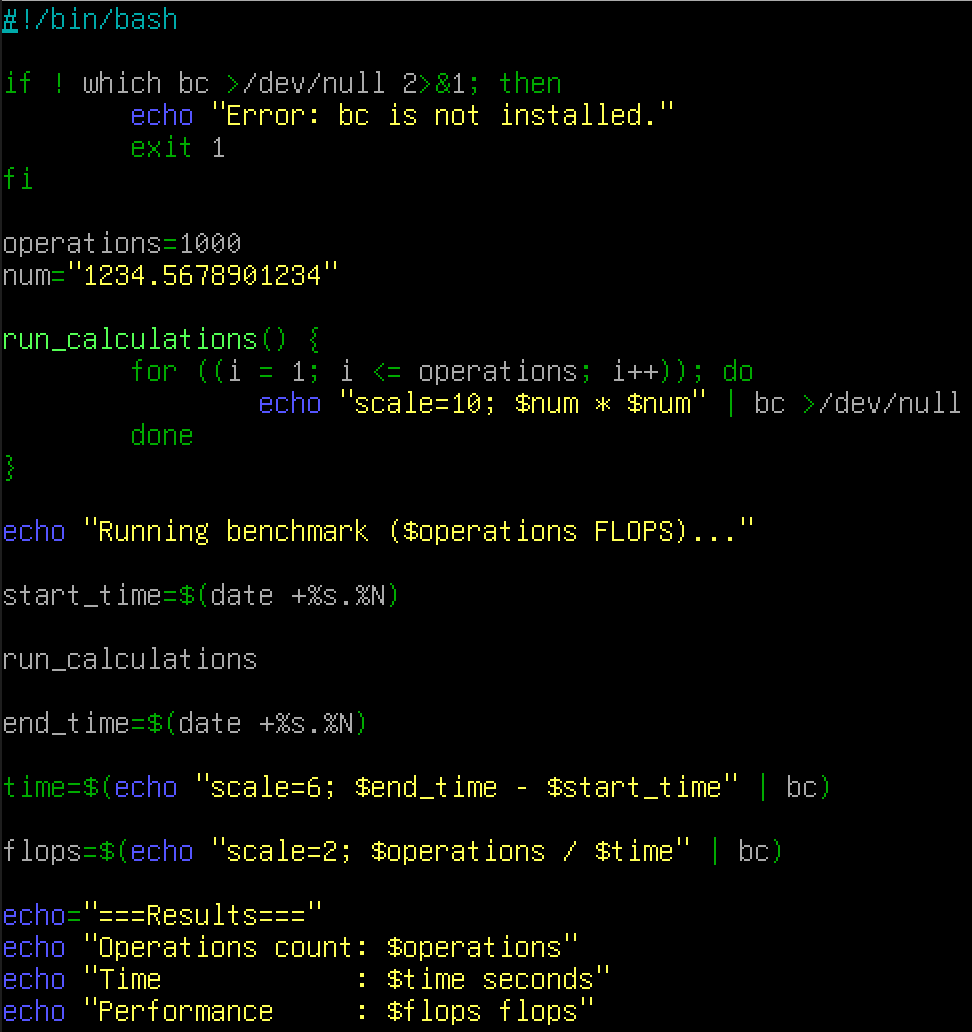 #!/bin/bash

if ! which bc >/dev/null 2>&1; then
        echo "Error: bc is not installed."
        exit 1
fi

operations=1000
num="1234.5678901234"

run_calculations() {
        for ((i = 1; i <= operations; i++)); do
                echo "scale=10; $num * $num" | bc >/dev/null
        done
}

echo "Running benchmark ($operations FLOPS)..."

start_time=$(date +%s.%N)

run_calculations

end_time=$(date +%s.%N)

time=$(echo "scale=6; $end_time - $start_time" | bc)

flops=$(echo "scale=2; $operations / $time" | bc)

echo="===Results==="
echo "Operations count: $operations"
echo "Time            : $time seconds"
echo "Performance     : $flops flops"